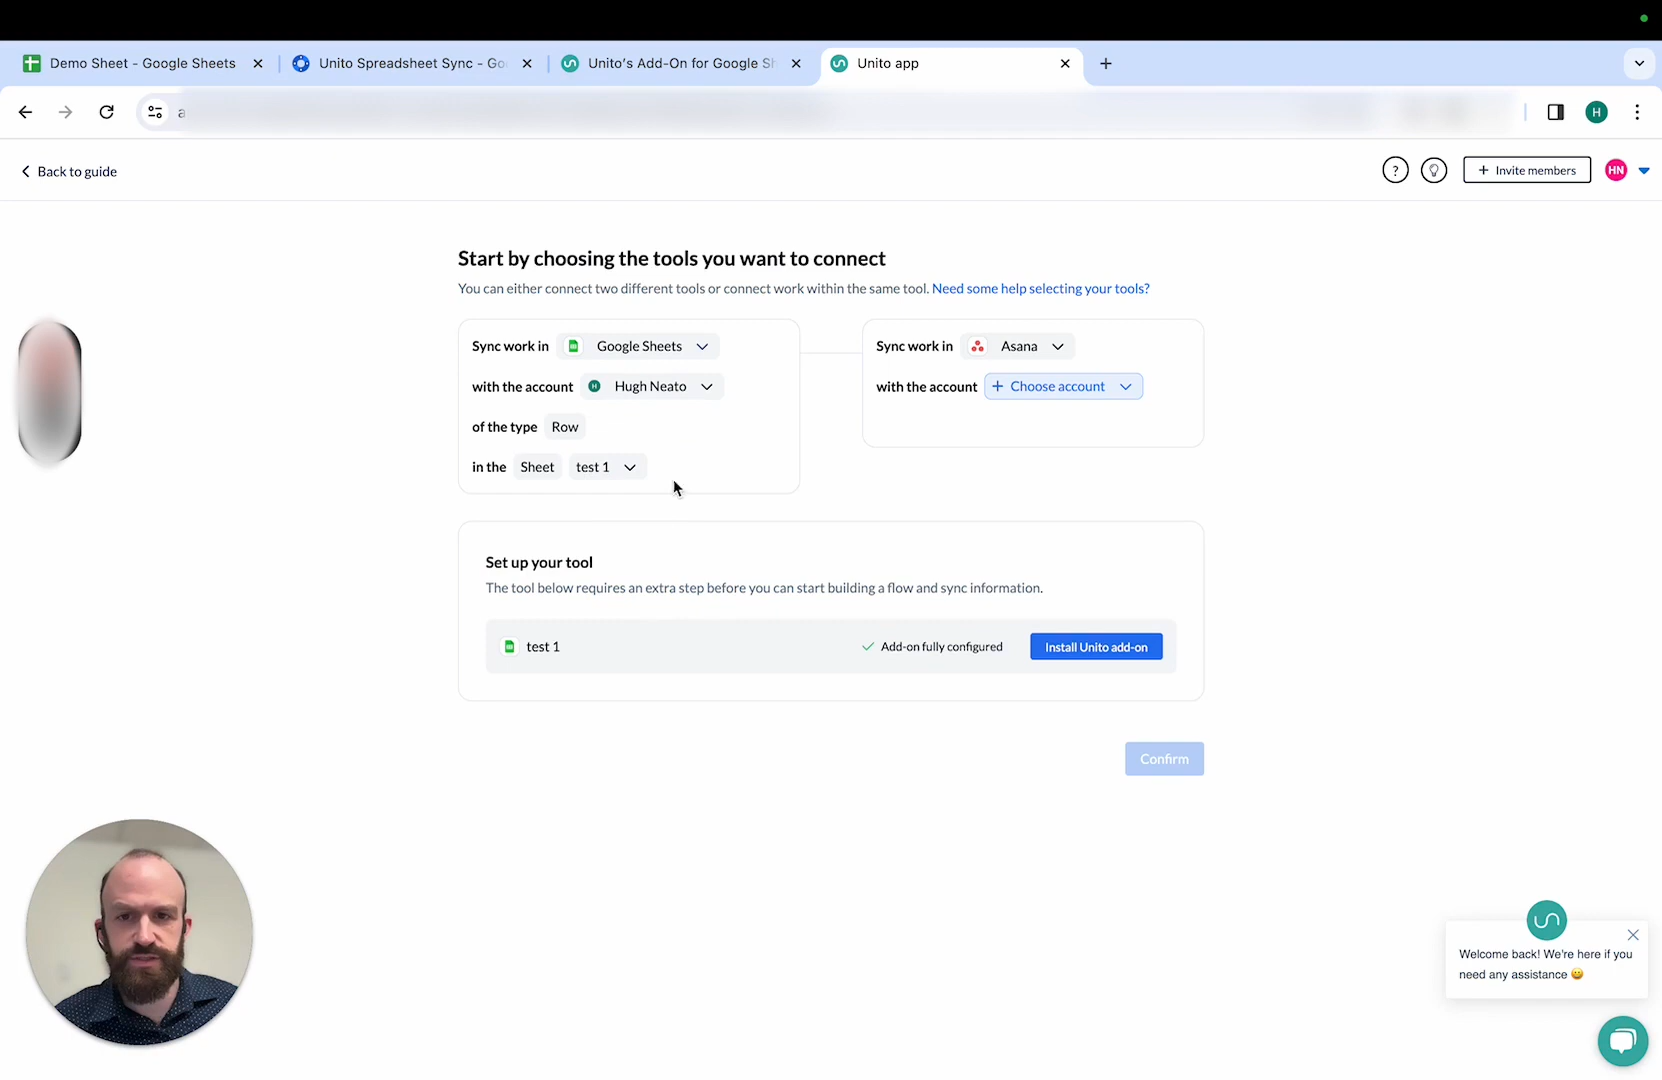 Demo Sheet - Google Sheets
Unito Spreadsheet Sync - Go
Unito's Add-On for Google Sh
Unito app
a
H
Back to guide
?
+ Invite members
HN
Start by choosing the tools you want to connect
You can either connect two different tools or connect work within the same tool. Need some help selecting your tools?
Sync work in Google Sheets
with the account H Hugh Neato
of the type Row
in the Sheet test 1
Sync work in Asana
with the account + Choose account
Set up your tool
The tool below requires an extra step before you can start building a flow and sync information.
test 1
Add-on fully configured
Install Unito add-on
Confirm
Welcome back! We're here if you
need any assistance 😀